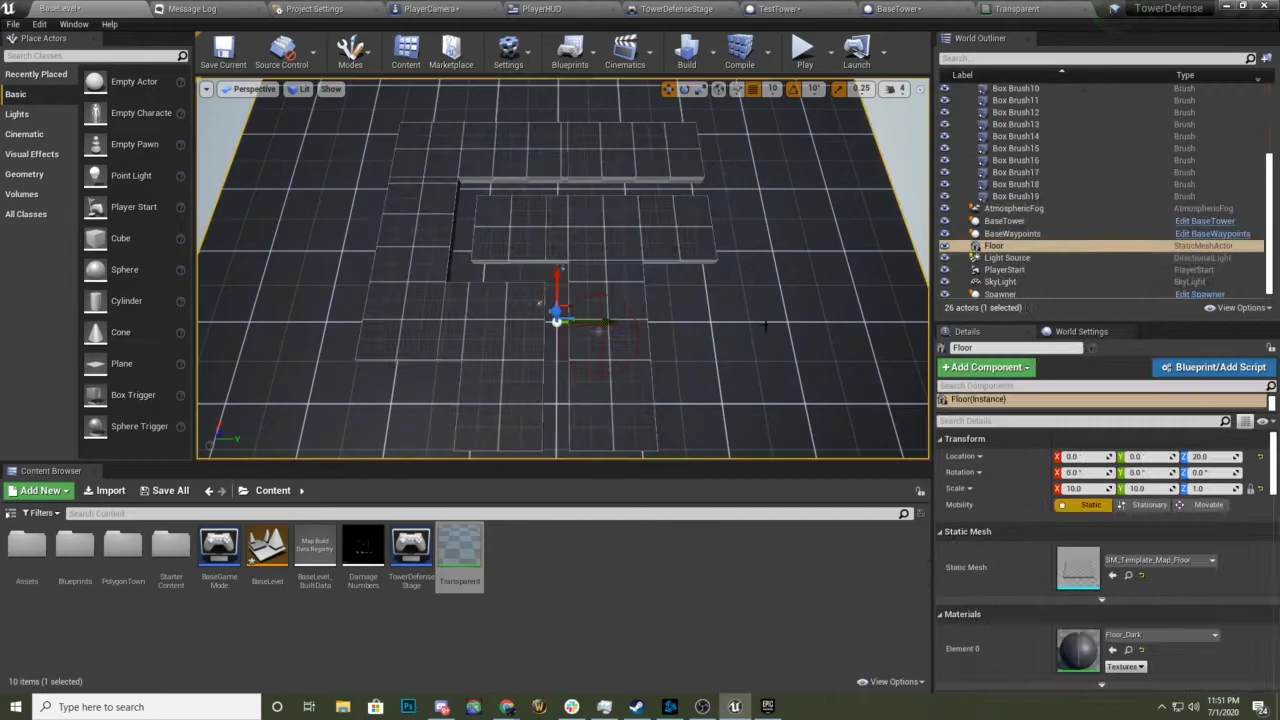 BaseLevel•
Message Log
Project Settings
PlayerCamera•
PlayerHUD
TowerDefenseStage
TestTower•
BaseTower•
Transparent
TowerDefense
File
Edit
Window
Help
Place Actors
Search Classes
Recently Placed
Basic
Lights
Cinematic
Visual Effects
Geometry
Volumes
All Classes
Empty Actor
Empty Characte
Empty Pawn
Point Light
Player Start
Cube
Sphere
Cylinder
Cone
Plane
Box Trigger
Sphere Trigger
Save Current
Source Control
Modes
Content
Marketplace
Settings
Blueprints
Cinematics
Build
Compile
Play
Launch
Perspective
Lit
Show
10
10°
0.25
4
Y
World Outliner
Search...
Label
Type
Box Brush10 Brush
Box Brush11 Brush
Box Brush12 Brush
Box Brush13 Brush
Box Brush14 Brush
Box Brush15 Brush
Box Brush16 Brush
Box Brush17 Brush
Box Brush18 Brush
Box Brush19 Brush
AtmosphericFog AtmosphericFog
BaseTower Edit BaseTower
BaseWaypoints Edit BaseWaypoints
Floor StaticMeshActor
Light Source DirectionalLight
PlayerStart PlayerStart
SkyLight SkyLight
Spawner Edit Spawner
26 actors (1 selected)
View Options
Details
World Settings
Floor
+Add Component
Blueprint/Add Script
Search Components
Floor(Instance)
Search Details
Transform
Location X 0.0 Y 0.0 Z 20.0
Rotation X 0.0° Y 0.0° Z 0.0°
Scale X 10.0 Y 10.0 Z 1.0
Mobility Static Stationary Movable
Static Mesh
Static Mesh
SM_Template_Map_Floor
Materials
Floor_Dark
Element 0
Textures
Content Browser
Add New
Import
Save All
Content
Filters
Search Content
Assets
Blueprints
PolygonTown
Starter
Content
BaseGame
Mode
BaseLevel
BaseLevel_
BuiltData
Map Build
Data Registry
Damage
Numbers
TowerDefense
Stage
Transparent
10 items (1 selected)
View Options
Type here to search
EPIC
11:51 PM
7/1/2020
24